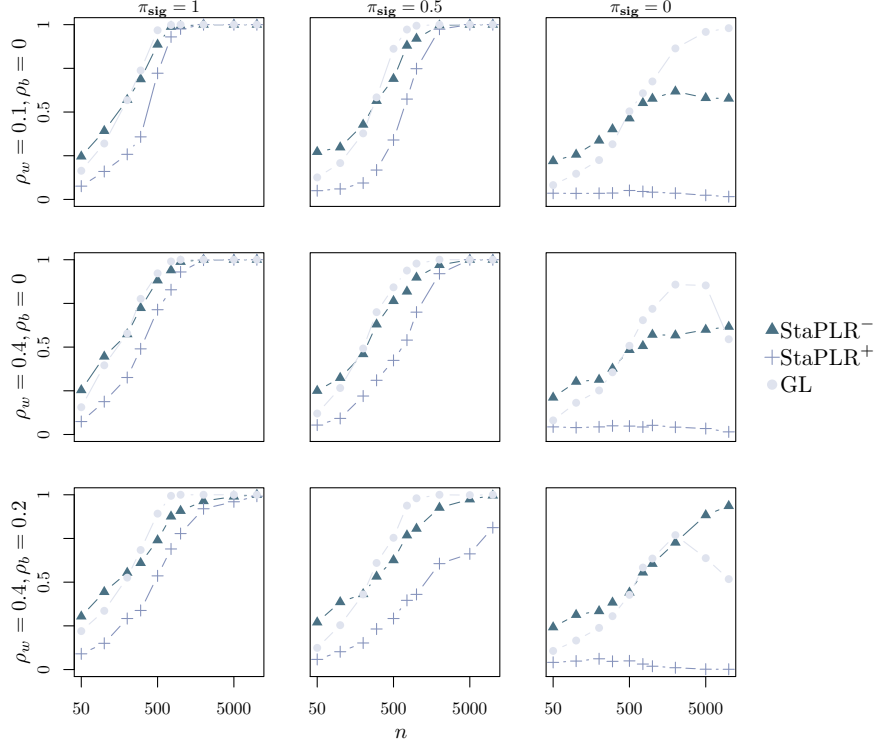 π_sig = 1
π_sig = 0.5
π_sig = 0
ρ_w = 0.1, ρ_b = 0
0
0.5
1
ρ_w = 0.4, ρ_b = 0
0
0.5
1
StaPLR⁻
StaPLR⁺
GL
ρ_w = 0.4, ρ_b = 0.2
0
0.5
1
50
500
5000
50
500
5000
50
500
5000
n